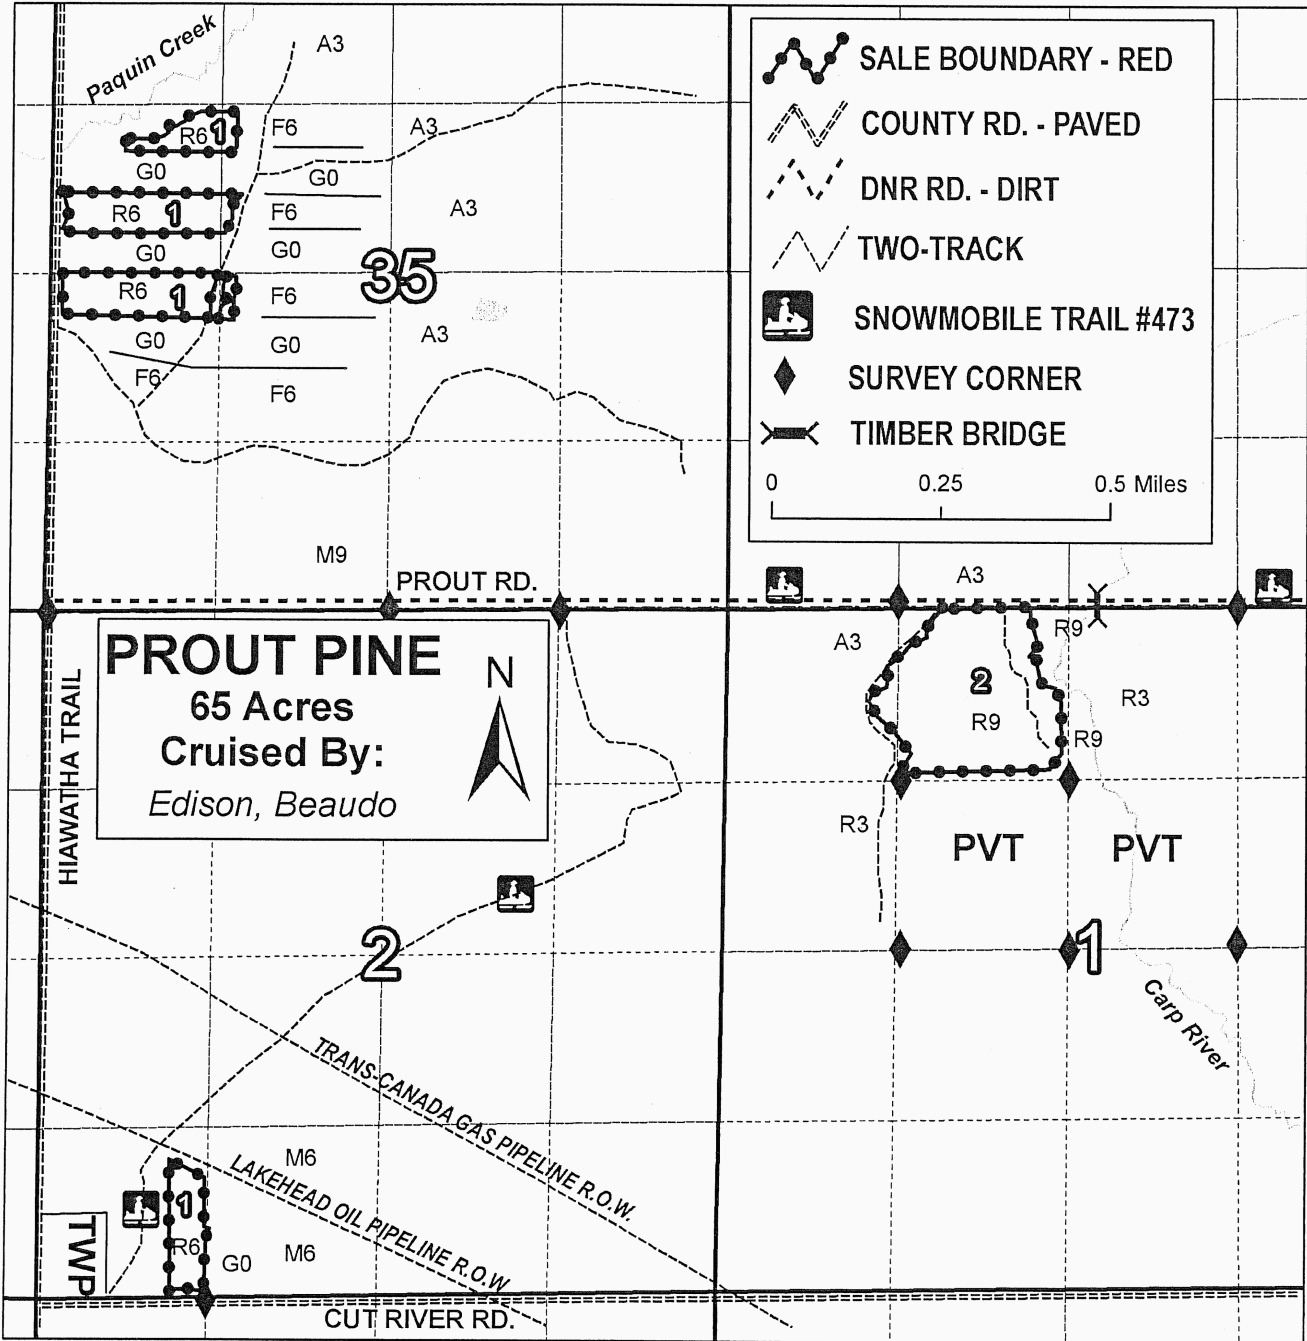 Paquin Creek
A3
SALE BOUNDARY - RED
COUNTY RD. - PAVED
DNR RD. - DIRT
TWO-TRACK
SNOWMOBILE TRAIL #473
SURVEY CORNER
TIMBER BRIDGE
0 0.25 0.5 Miles
R6 1 F6 A3
G0 G0
R6 1 F6 A3
G0 G0
35
R6 1 F6
G0 G0 A3
F6 F6
M9
PROUT RD.
A3
PROUT PINE
65 Acres
Cruised By:
Edison, Beaudo
N
HIAWATHA TRAIL
A3 R9
2 R3
R9 R9
R3 PVT PVT
2 1
Carp River
TRANS-CANADA GAS PIPELINE R.O.W.
LAKEHEAD OIL PIPELINE R.O.W
M6
1
R6 G0 M6
TWP
CUT RIVER RD.